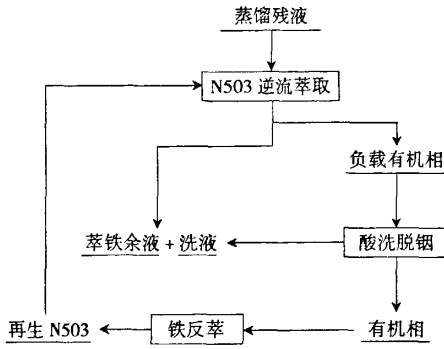 蒸馏残液
N503 逆流萃取
负载有机相
萃铁余液 + 洗液
酸洗脱铟
再生 N503
铁反萃
有机相